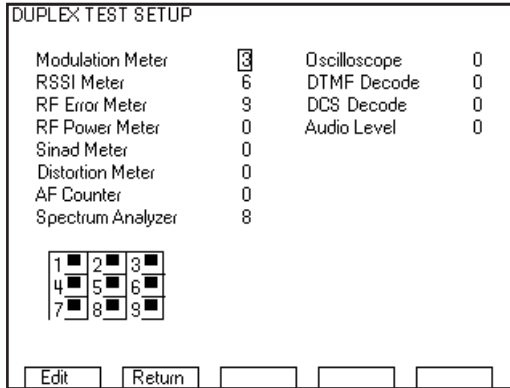 DUPLEX TEST SETUP
Modulation Meter 3 Oscilloscope 0
RSSI Meter 6 DTMF Decode 0
RF Error Meter 9 DCS Decode 0
RF Power Meter 0 Audio Level 0
Sinad Meter 0
Distortion Meter 0
AF Counter 0
Spectrum Analyzer 8
1 2 3
4 5 6
7 8 9
Edit Return